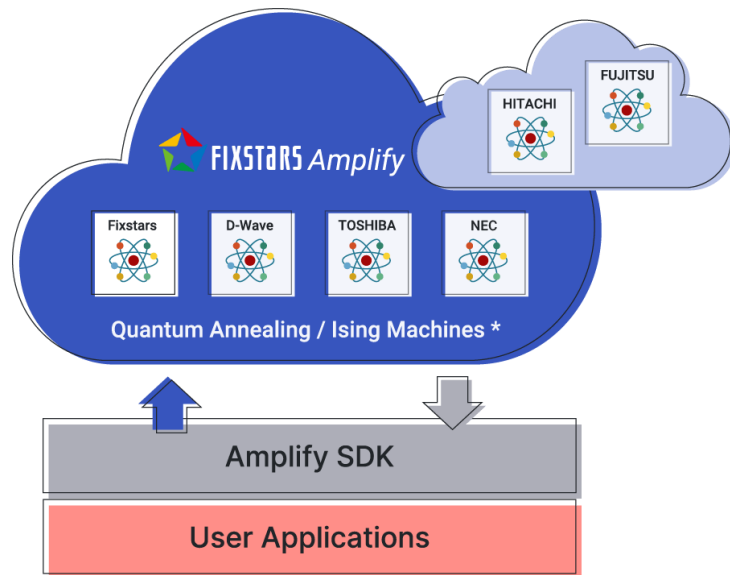 FUJITSU
HITACHI
FIXSTARS Amplify
Fixstars
D-Wave
TOSHIBA
NEC
Quantum Annealing / Ising Machines *
Amplify SDK
User Applications